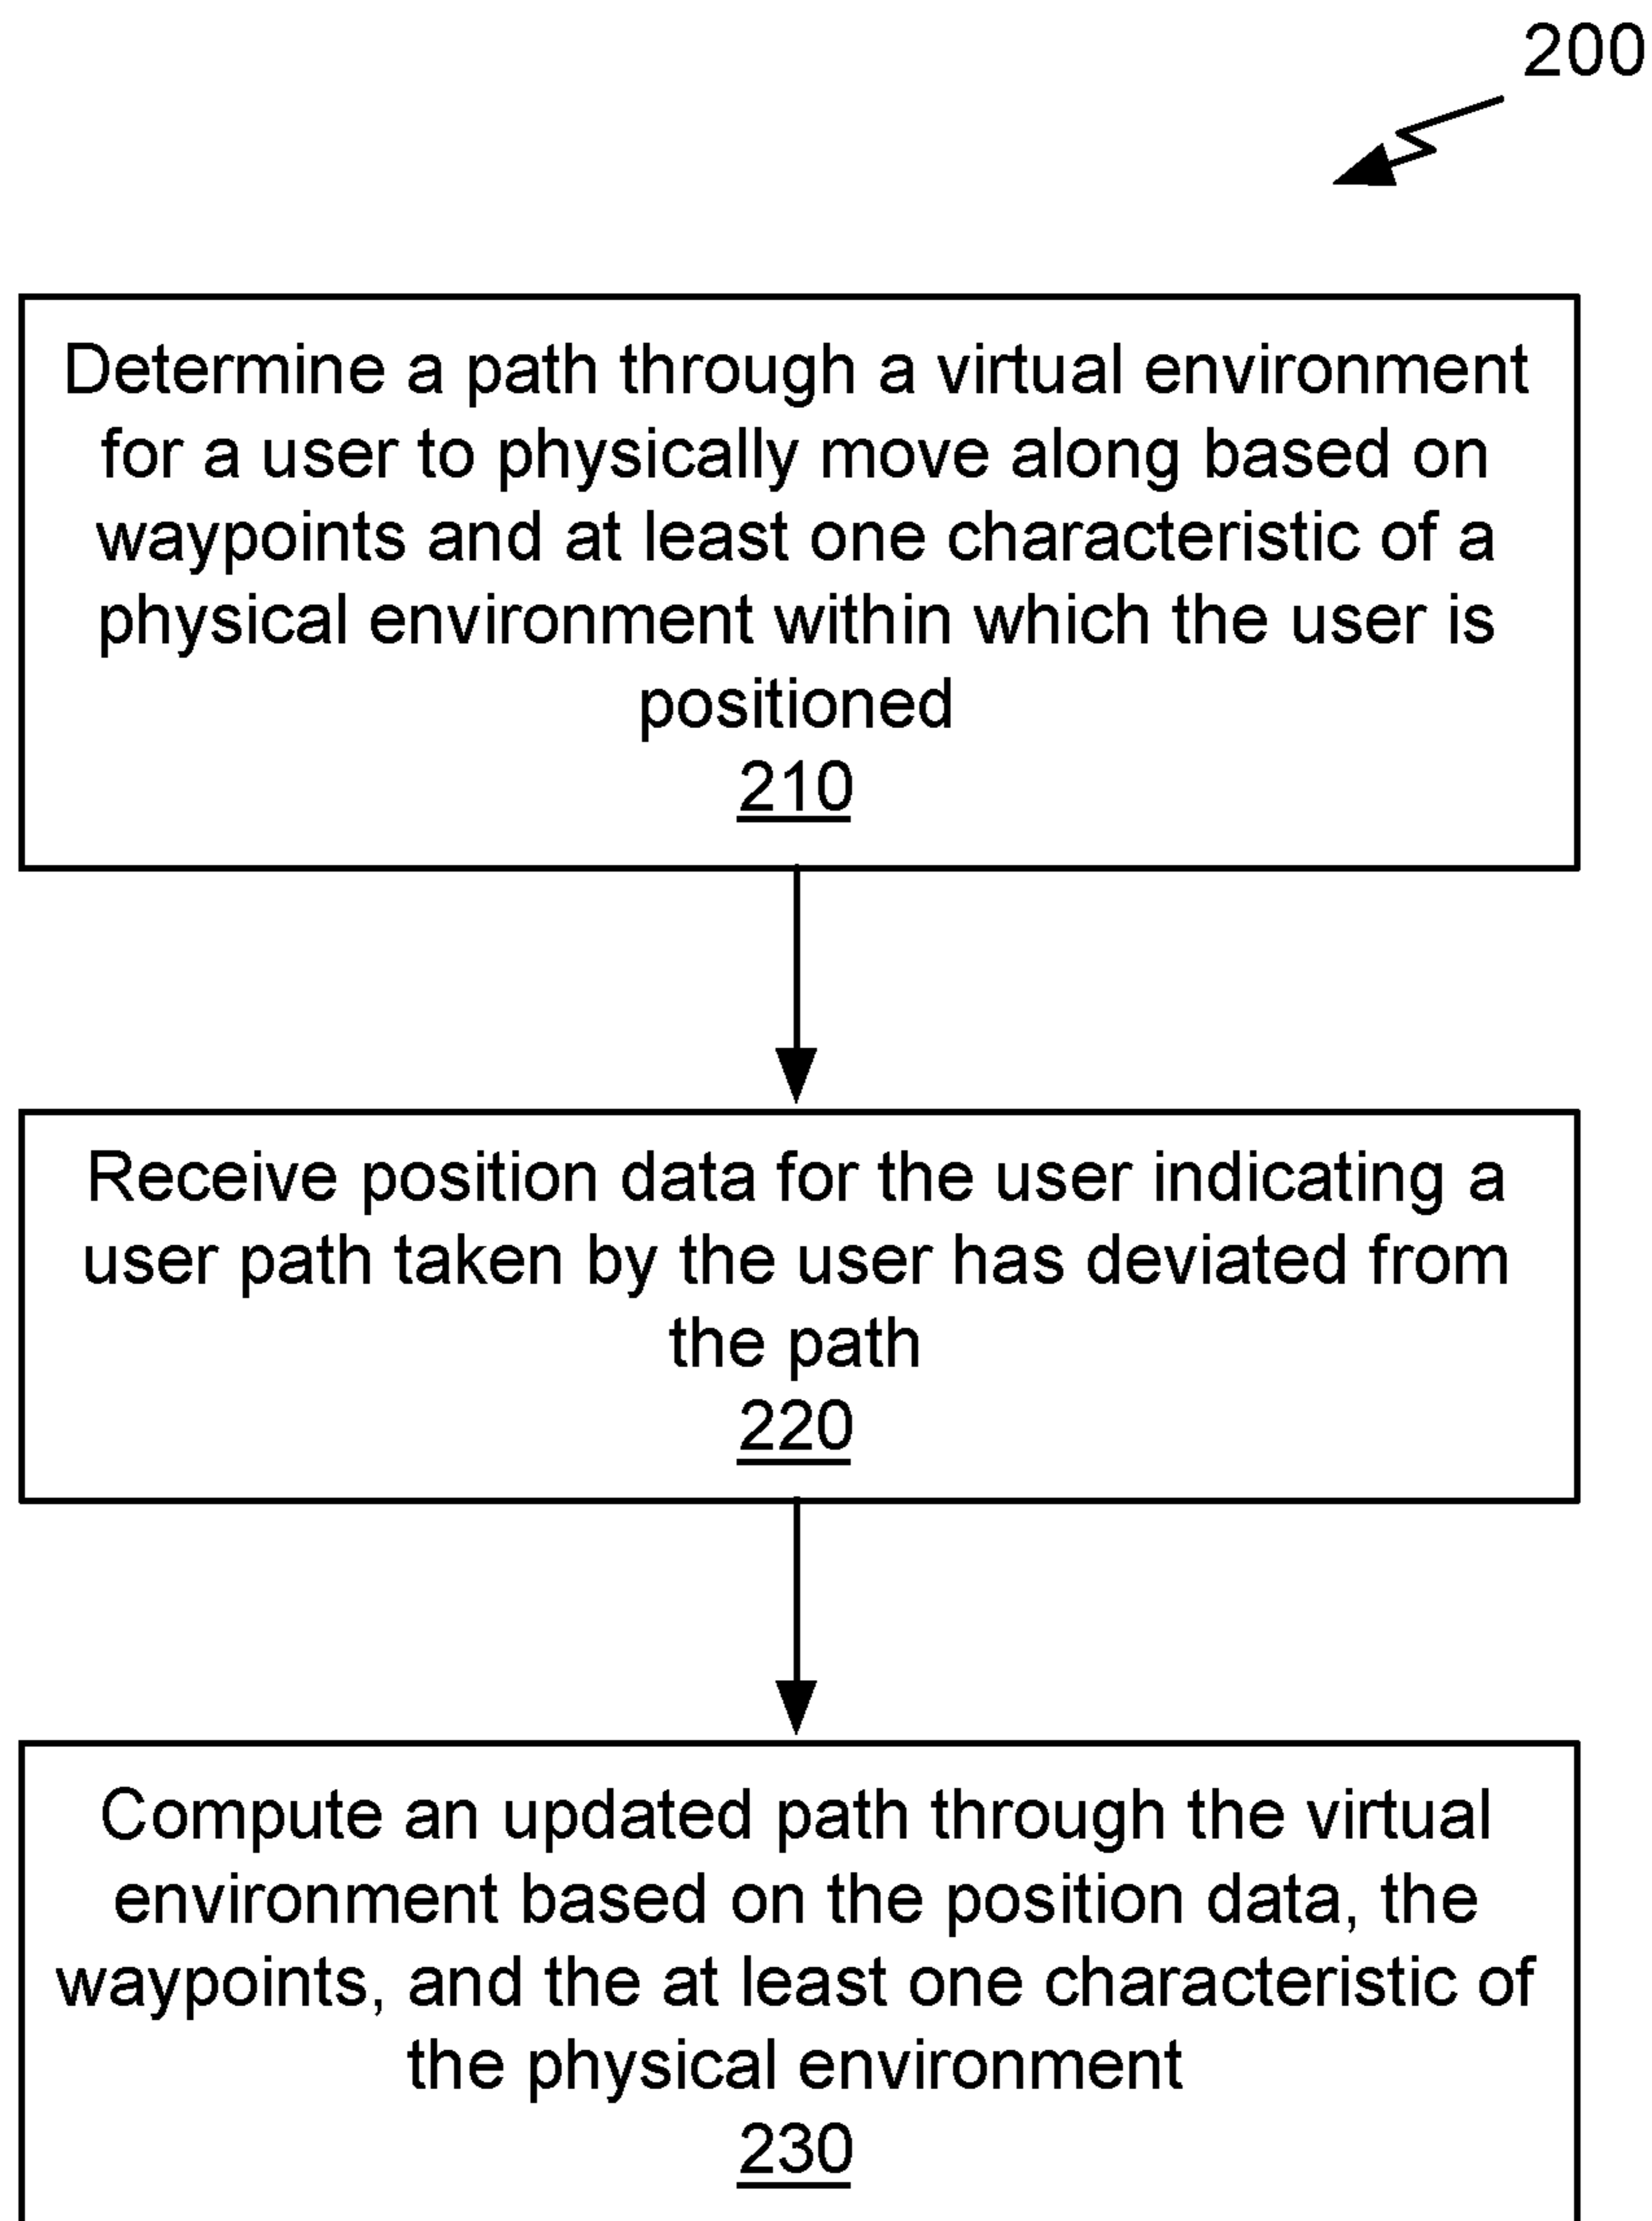 200
Determine a path through a virtual environment
for a user to physically move along based on
waypoints and at least one characteristic of a
physical environment within which the user is
positioned
210
Receive position data for the user indicating a
user path taken by the user has deviated from
the path
220
Compute an updated path through the virtual
environment based on the position data, the
waypoints, and the at least one characteristic of
the physical environment
230